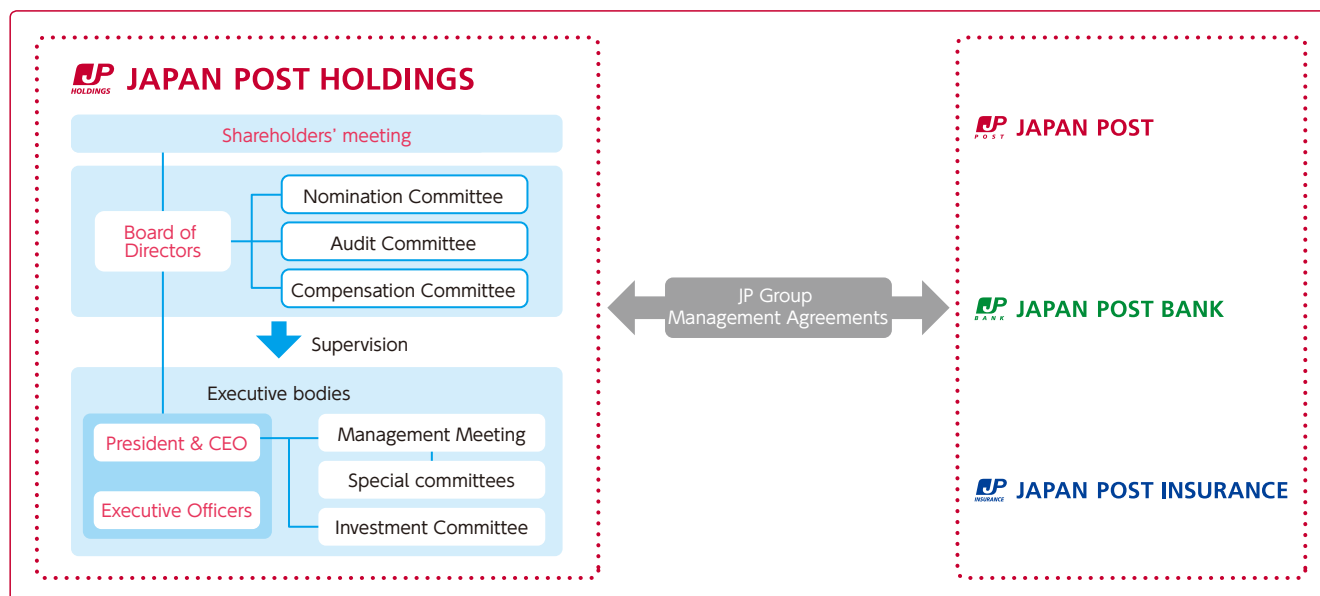 JP
HOLDINGS
JAPAN POST HOLDINGS
Shareholders' meeting
Board of
Directors
Nomination Committee
Audit Committee
Compensation Committee
Supervision
Executive bodies
President & CEO
Executive Officers
Management Meeting
Special committees
Investment Committee
JP Group
Management Agreements
JP
POST
JAPAN POST
JP
BANK
JAPAN POST BANK
JP
INSURANCE
JAPAN POST INSURANCE